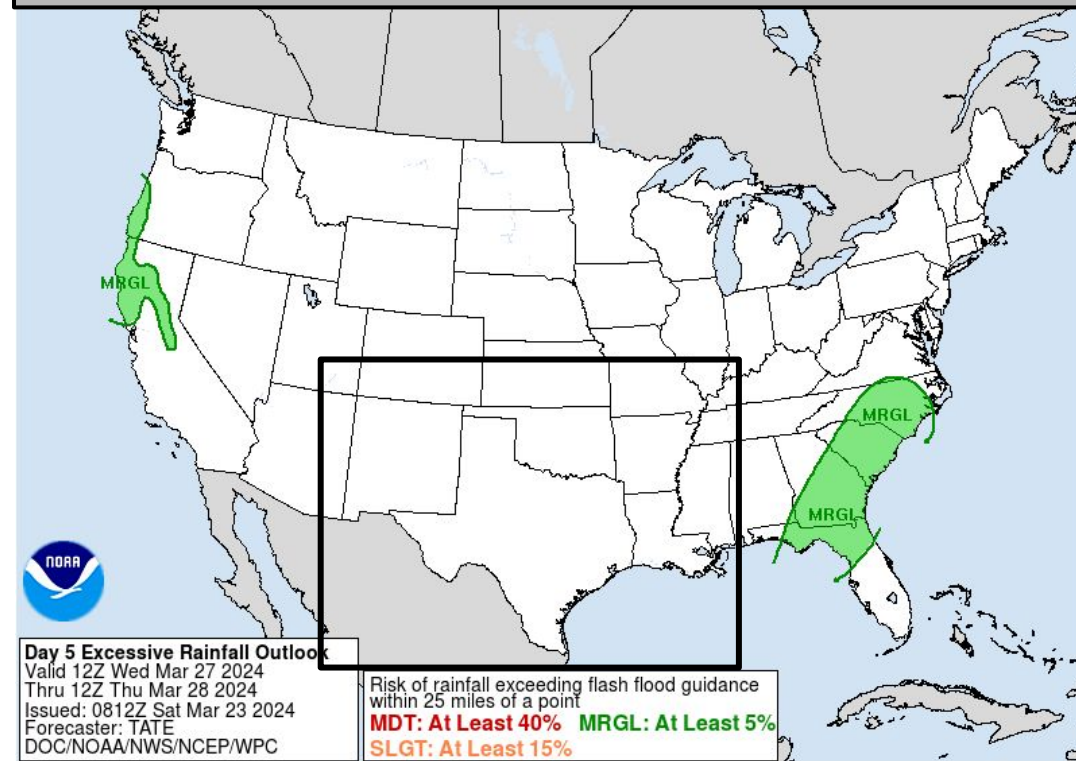 MRGL
MRGL
MRGL
NOAA
Day 5 Excessive Rainfall Outlook
Valid 12Z Wed Mar 27 2024
Thru 12Z Thu Mar 28 2024
Issued: 0812Z Sat Mar 23 2024
Forecaster: TATE
DOC/NOAA/NWS/NCEP/WPC
Risk of rainfall exceeding flash flood guidance
within 25 miles of a point
MDT: At Least 40% MRGL: At Least 5%
SLGT: At Least 15%